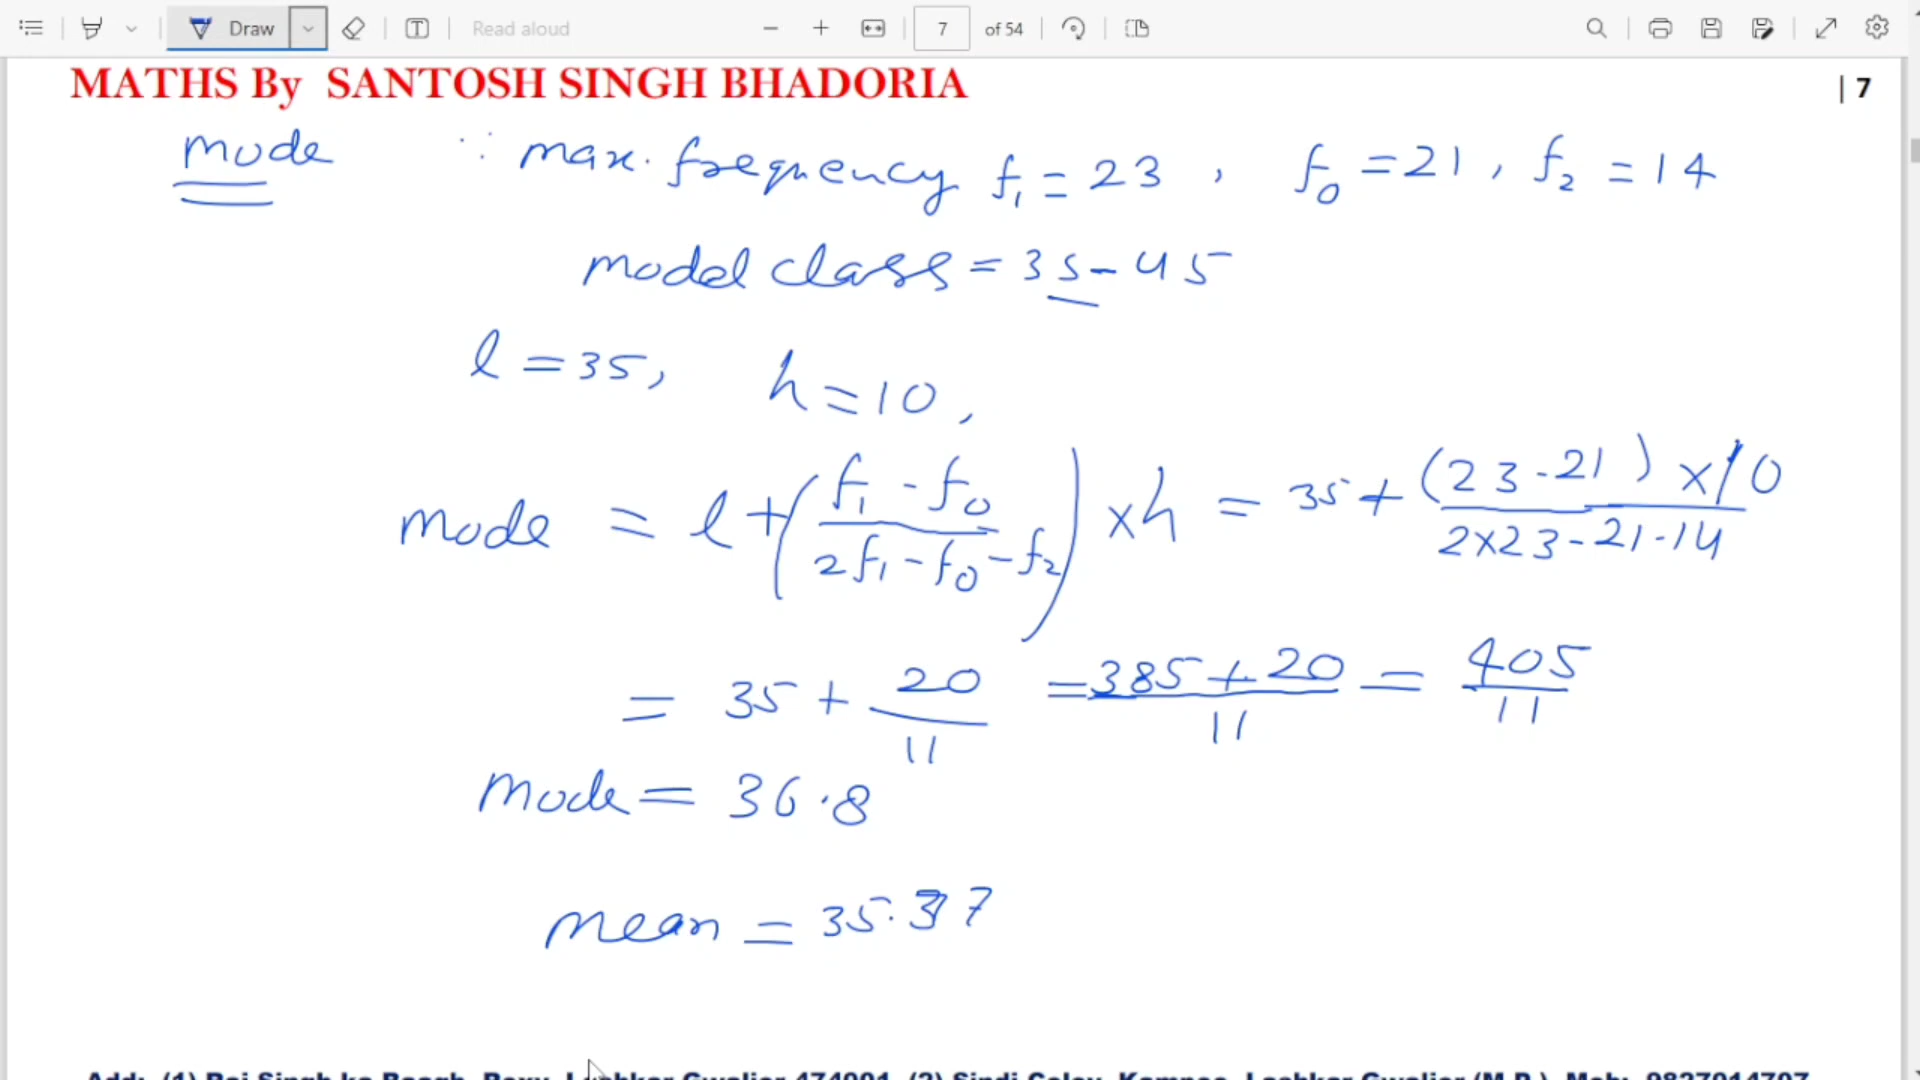 Draw Read aloud 7 of 54
MATHS By SANTOSH SINGH BHADORIA | 7
mode ∵ max. frequency f₁ = 23 , f₀ = 21 , f₂ = 14
model class = 35 - 45
l = 35, h = 10,
mode = l + ( f₁ - f₀ / 2f₁ - f₀ - f₂ ) × h = 35 + (23 - 21) × 10 / 2×23 - 21 - 14
= 35 + 20/11 = 385 + 20 / 11 = 405/11
mode = 36.8
mean = 35.37